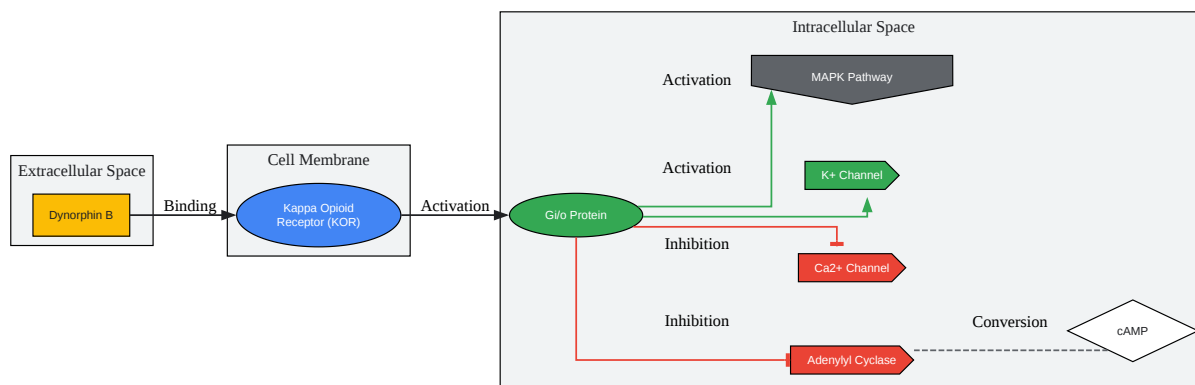 Intracellular Space
MAPK Pathway
Activation
Cell Membrane
Extracellular Space
Activation
K+ Channel
Dynorphin B
Binding
Kappa Opioid
Receptor (KOR)
Activation
Gi/o Protein
Inhibition
Ca2+ Channel
Inhibition
Conversion
cAMP
Adenylyl Cyclase